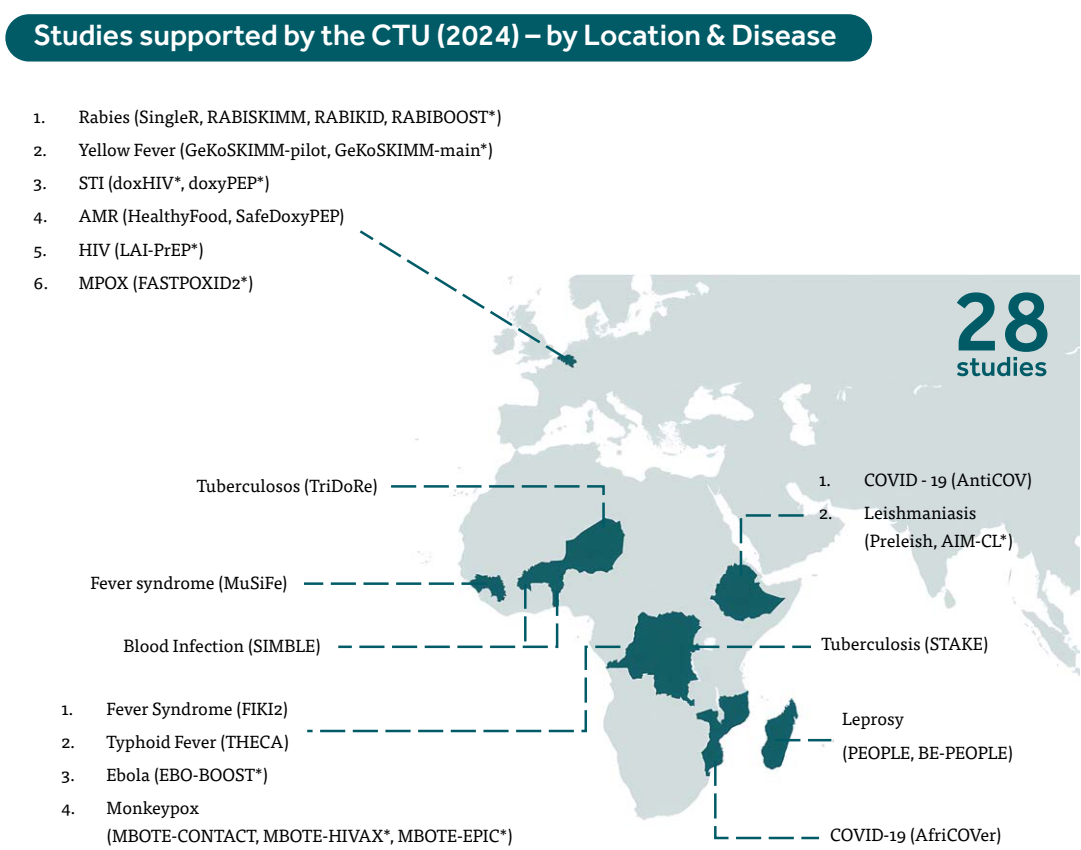 Studies supported by the CTU (2024) – by Location & Disease
1. Rabies (SingleR, RABISKIMM, RABIKID, RABIBOOST*)
2. Yellow Fever (GeKoSKIMM-pilot, GeKoSKIMM-main*)
3. STI (doxHIV*, doxyPEP*)
4. AMR (HealthyFood, SafeDoxyPEP)
5. HIV (LAI-PrEP*)
6. MPOX (FASTPOXID2*)
28
studies
Tuberculosos (TriDoRe)
1. COVID - 19 (AntiCOV)
2. Leishmaniasis
(Preleish, AIM-CL*)
Fever syndrome (MuSiFe)
Blood Infection (SIMBLE)
Tuberculosis (STAKE)
1. Fever Syndrome (FIKI2)
2. Typhoid Fever (THECA)
3. Ebola (EBO-BOOST*)
4. Monkeypox
(MBOTE-CONTACT, MBOTE-HIVAX*, MBOTE-EPIC*)
Leprosy
(PEOPLE, BE-PEOPLE)
COVID-19 (AfriCOVer)